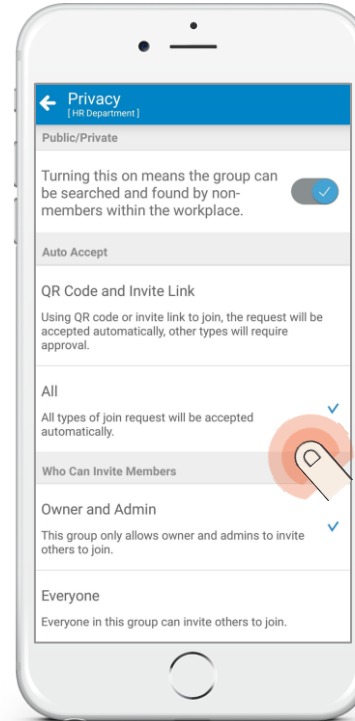 Privacy
[ HR Department ]
Public/Private
Turning this on means the group can
be searched and found by non-
members within the workplace.
Auto Accept
QR Code and Invite Link
Using QR code or invite link to join, the request will be
accepted automatically, other types will require
approval.
All
All types of join request will be accepted
automatically.
Who Can Invite Members
Owner and Admin
This group only allows owner and admins to invite
others to join.
Everyone
Everyone in this group can invite others to join.